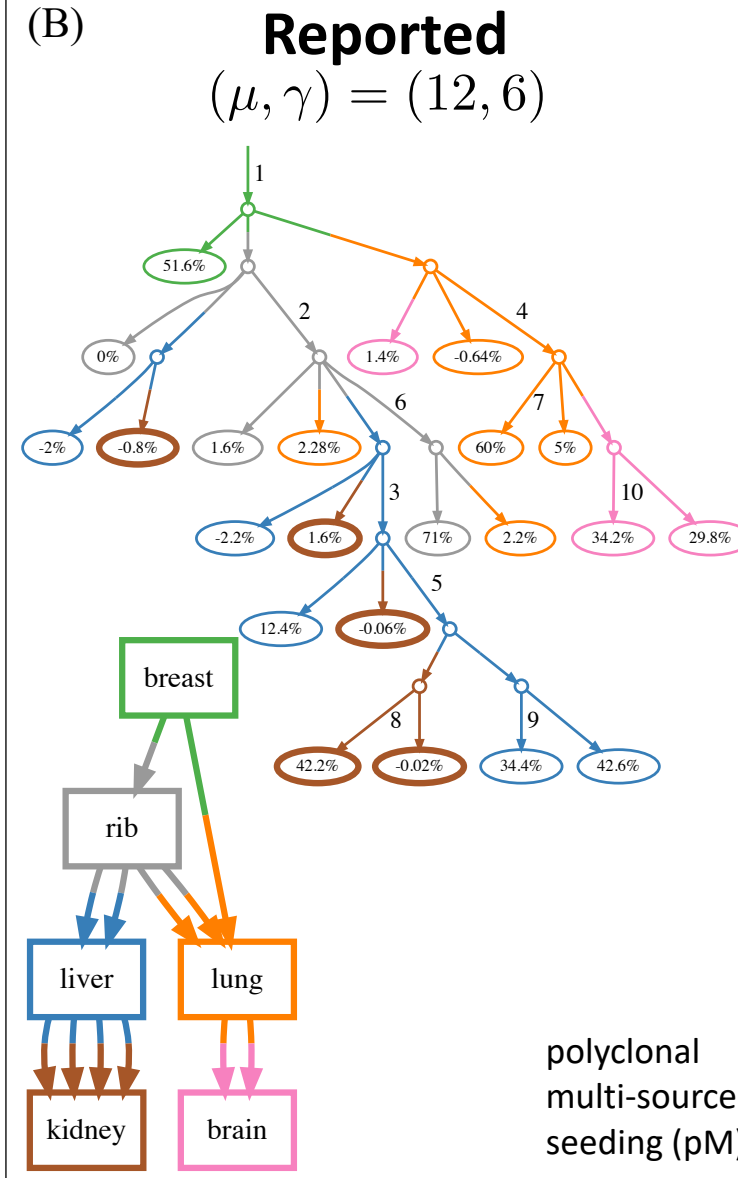 (B)
Reported
(μ, γ) = (12, 6)
1
51.6%
2
4
0%
1.4%
-0.64%
6
7
-2%
-0.8%
1.6%
2.28%
60%
5%
3
10
-2.2%
1.6%
71%
2.2%
34.2%
29.8%
5
12.4%
-0.06%
8
9
42.2%
-0.02%
34.4%
42.6%
breast
rib
liver
lung
kidney
brain
polyclonal
multi-source
seeding (pM)